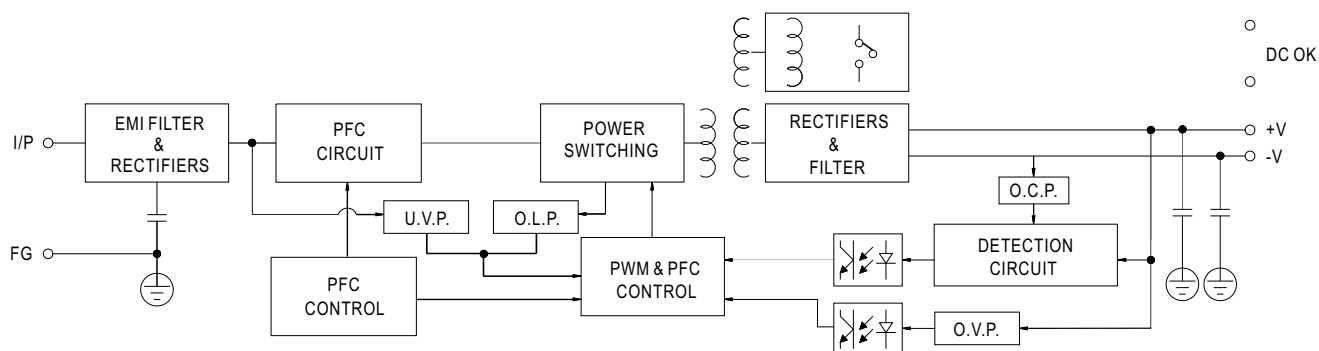 DC OK
I/P
EMI FILTER
&
RECTIFIERS
PFC
CIRCUIT
POWER
SWITCHING
RECTIFIERS
&
FILTER
+V
-V
O.C.P.
U.V.P.
O.L.P.
FG
PFC
CONTROL
PWM & PFC
CONTROL
DETECTION
CIRCUIT
O.V.P.